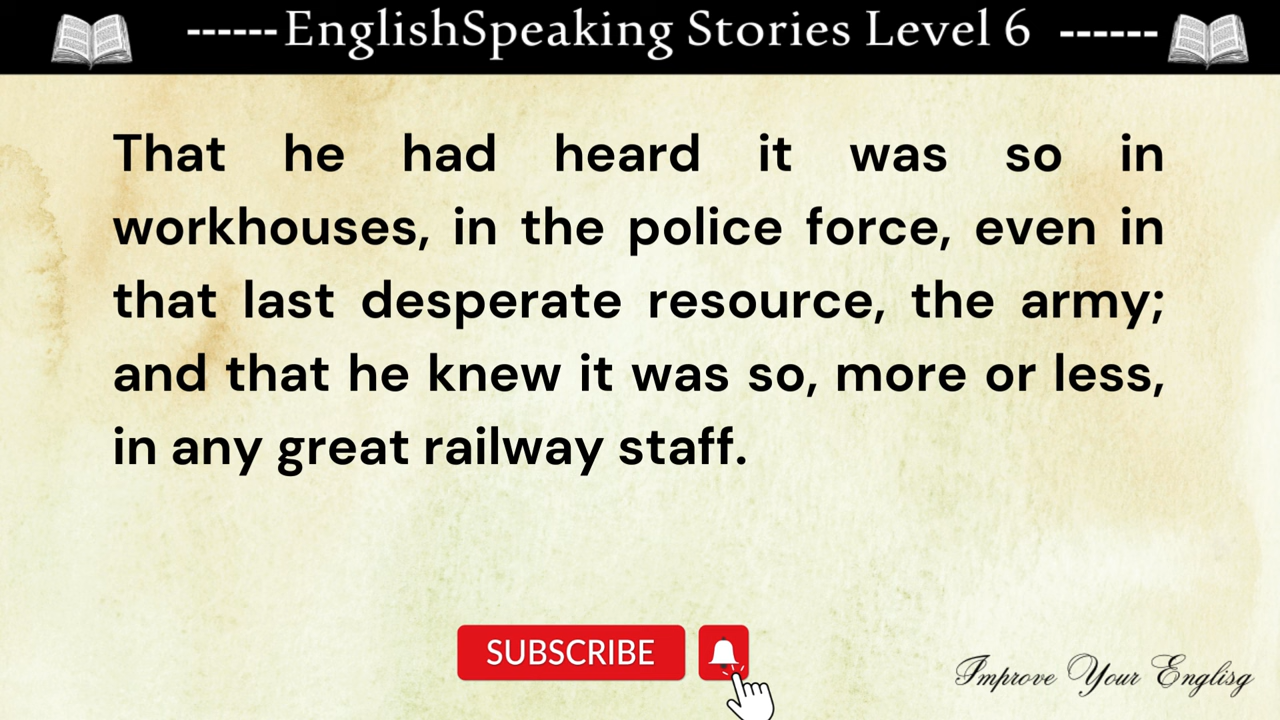 ------EnglishSpeaking Stories Level 6 ------
That he had heard it was so in
workhouses, in the police force, even in
that last desperate resource, the army;
and that he knew it was so, more or less,
in any great railway staff.
SUBSCRIBE
Improve Your Englisg